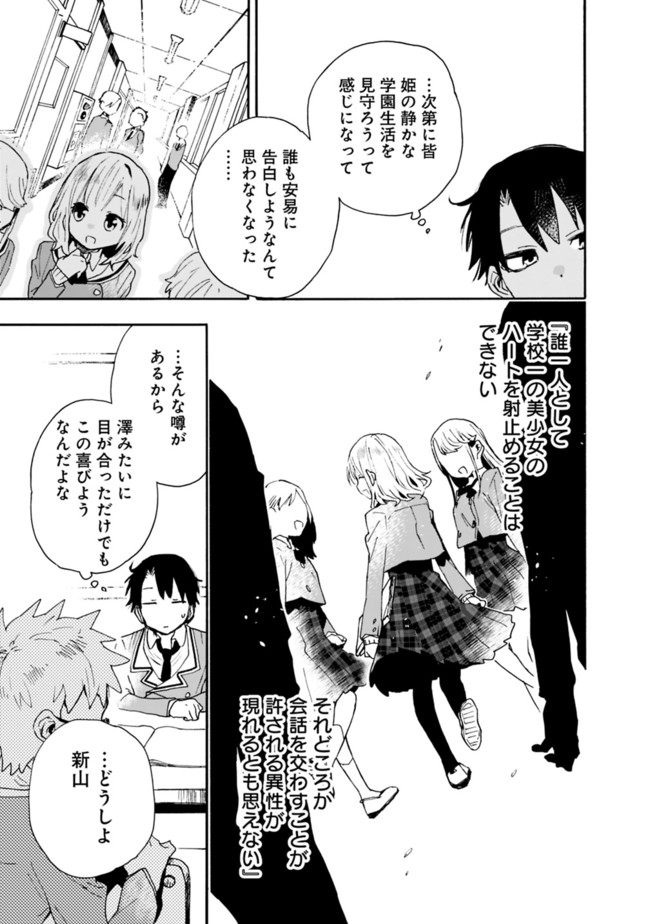 …次第に皆
姫の静かな
学園生活を
見守ろうって
感じになって
誰も安易に
告白しようなんて
思わなくなった
……
『誰一人として
学校一の美少女の
ハートを射止めることは
できない
それどころか
会話を交わすことが
許される異性が
現れるとも思えない』
…そんな噂が
あるから
澤みたいに
目が合っただけでも
この喜びよう
なんだよな
…どうしよ
新山